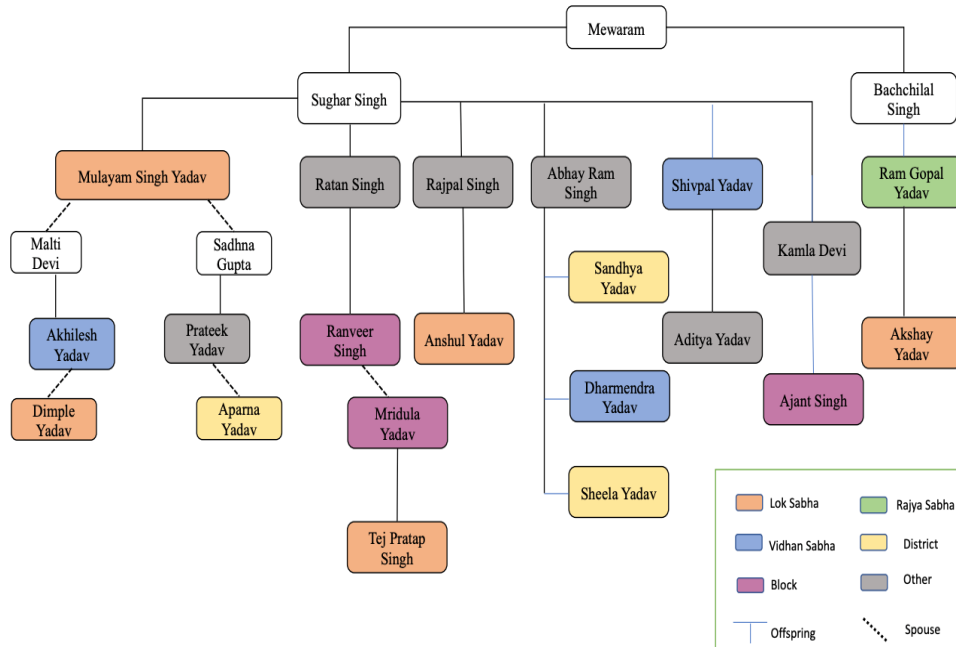 Mewaram
Sughar Singh
Bachchilal
Singh
Mulayam Singh Yadav
Ratan Singh
Rajpal Singh
Abhay Ram
Singh
Shivpal Yadav
Ram Gopal
Yadav
Malti
Devi
Sadhna
Gupta
Kamla Devi
Sandhya
Yadav
Akhilesh
Yadav
Prateek
Yadav
Ranveer
Singh
Anshul Yadav
Aditya Yadav
Akshay
Yadav
Dimple
Yadav
Aparna
Yadav
Mridula
Yadav
Dharmendra
Yadav
Ajant Singh
Sheela Yadav
Tej Pratap
Singh
Lok Sabha
Rajya Sabha
Vidhan Sabha
District
Block
Other
Offspring
Spouse